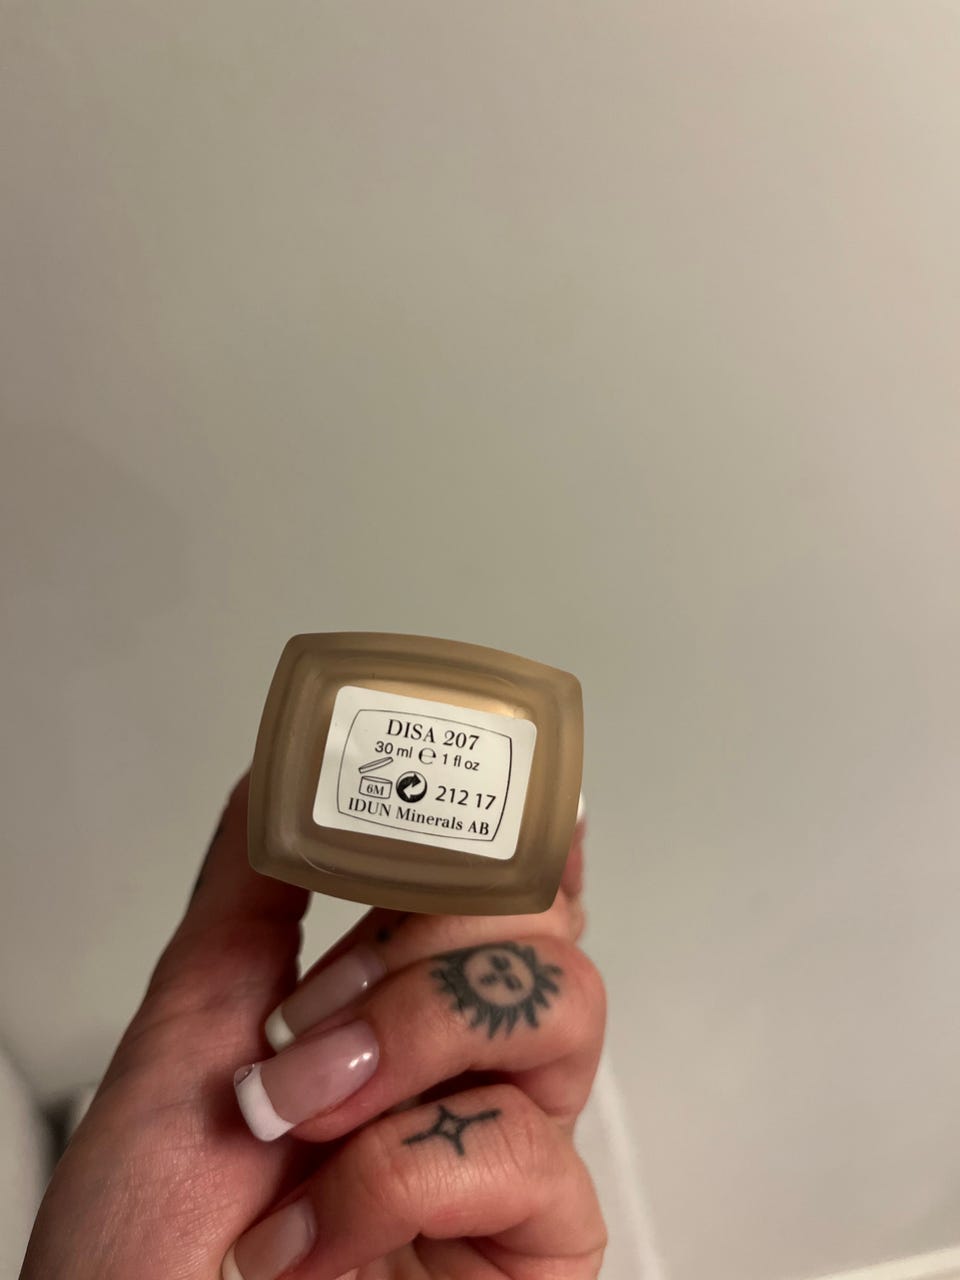 DISA 207
30 ml ℮ 1 fl oz
6M 212 17
IDUN Minerals AB